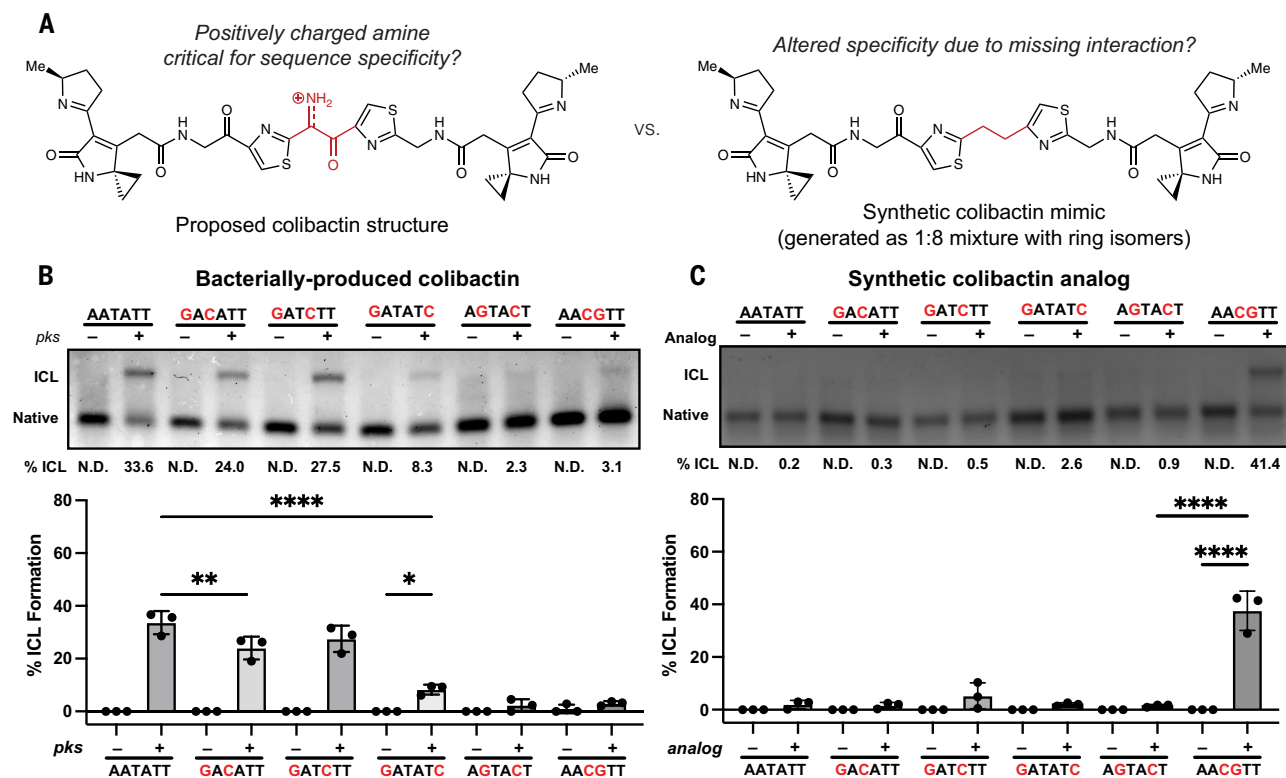 A
Positively charged amine
critical for sequence specificity?
Altered specificity due to missing interaction?
Me
N
O
NH
O
H
N
O
O
N
S
⊕NH2
O
S
N
H
N
O
N
Me
O
NH
vs.
Me
N
O
NH
O
H
N
O
N
S
S
N
H
N
O
N
Me
O
NH
Proposed colibactin structure
Synthetic colibactin mimic
(generated as 1:8 mixture with ring isomers)
B
Bacterially-produced colibactin
AATATT GACATT GATCTT GATATC AGTACT AACGTT
pks – + – + – + – + – + – +
ICL
Native
% ICL N.D. 33.6 N.D. 24.0 N.D. 27.5 N.D. 8.3 N.D. 2.3 N.D. 3.1
80
60
40
20
0
% ICL Formation
****
**
*
pks – + – + – + – + – + – +
AATATT GACATT GATCTT GATATC AGTACT AACGTT
C
Synthetic colibactin analog
AATATT GACATT GATCTT GATATC AGTACT AACGTT
Analog – + – + – + – + – + – +
ICL
Native
% ICL N.D. 0.2 N.D. 0.3 N.D. 0.5 N.D. 2.6 N.D. 0.9 N.D. 41.4
80
60
40
20
0
% ICL Formation
****
****
analog – + – + – + – + – + – +
AATATT GACATT GATCTT GATATC AGTACT AACGTT